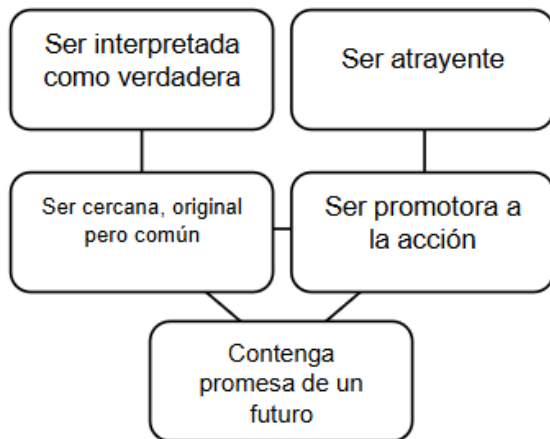 Ser interpretada
como verdadera
Ser atrayente
Ser cercana, original
pero común
Ser promotora a
la acción
Contenga
promesa de un
futuro